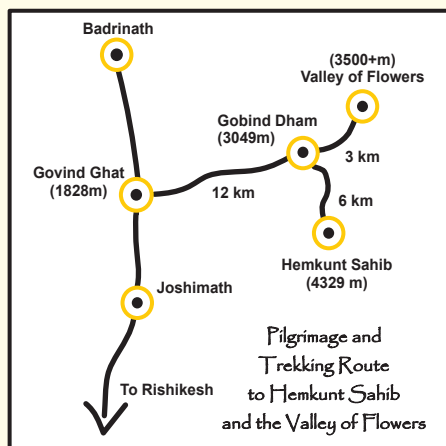 Badrinath
(3500+m)
Valley of Flowers
Gobind Dham
(3049m)
3 km
Govind Ghat
(1828m)
12 km
6 km
Hemkunt Sahib
(4329 m)
Joshimath
To Rishikesh
Pilgrimage and
Trekking Route
to Hemkunt Sahib
and the Valley of Flowers